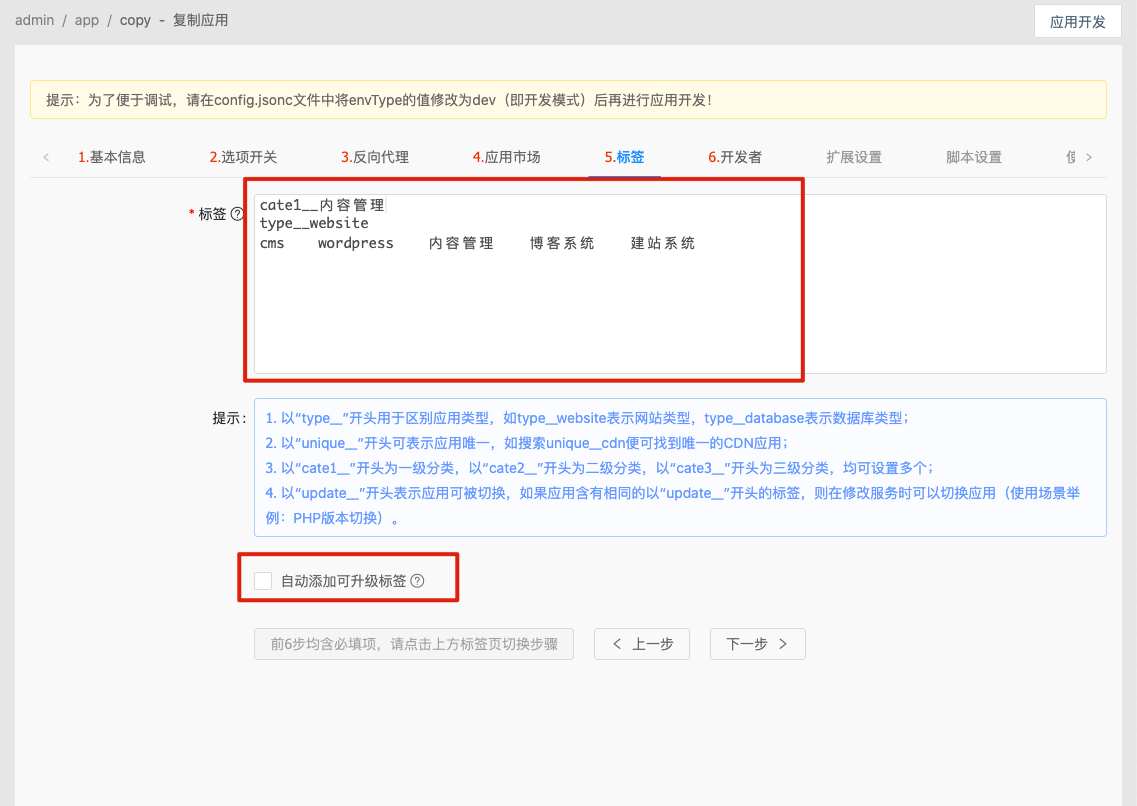 admin / app / copy - 复制应用
应用开发
提示：为了便于调试，请在config.jsonc文件中将envType的值修改为dev（即开发模式）后再进行应用开发！
1.基本信息 2.选项开关 3.反向代理 4.应用市场 5.标签 6.开发者 扩展设置 脚本设置
* 标签
cate1__内容管理
type__website
cms wordpress 内容管理 博客系统 建站系统
提示：
1. 以“type__”开头用于区别应用类型，如type__website表示网站类型，type__database表示数据库类型；
2. 以“unique__”开头可表示应用唯一，如搜索unique__cdn便可找到唯一的CDN应用；
3. 以“cate1__”开头为一级分类，以“cate2__”开头为二级分类，以“cate3__”开头为三级分类，均可设置多个；
4. 以“update__”开头表示应用可被切换，如果应用含有相同的以“update__”开头的标签，则在修改服务时可以切换应用（使用场景举
例：PHP版本切换）。
自动添加可升级标签
前6步均含必填项，请点击上方标签页切换步骤 上一步 下一步